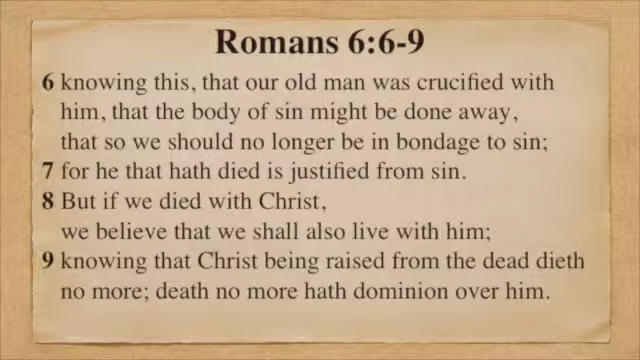 Romans 6:6-9
6 knowing this, that our old man was crucified with
him, that the body of sin might be done away,
that so we should no longer be in bondage to sin;
7 for he that hath died is justified from sin.
8 But if we died with Christ,
we believe that we shall also live with him;
9 knowing that Christ being raised from the dead dieth
no more; death no more hath dominion over him.